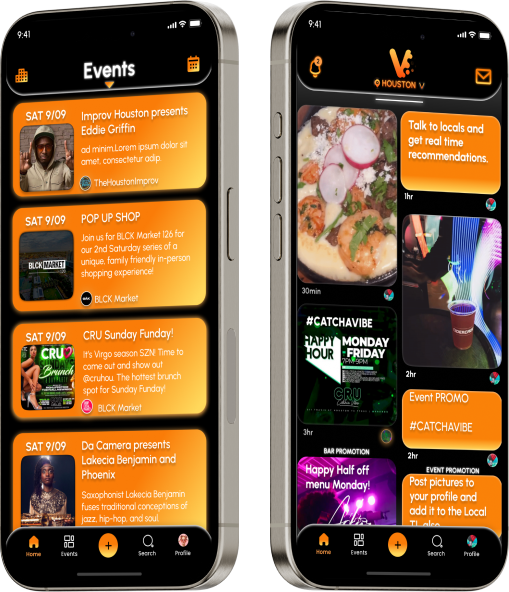 9:41
Events
SAT 9/09
Improv Houston presents
Eddie Griffin
ad minim.Lorem ipsum dolor sit
amet, consectetur adip.
TheHoustonImprov
SAT 9/09
POP UP SHOP
Join us for BLCK Market 126 for
our 2nd Saturday series of a
unique, family friendly in-person
shopping experience!
BLCK MARKET
BLCK Market
SAT 9/09
CRU Sunday Funday!
It's Virgo season SZN! Time to
come out and show out
@cruhou. The hottest brunch
spot for Sunday Funday!
CRU
Brunch
BLCK Market
SAT 9/09
Da Camera presents
Lakecia Benjamin and
Phoenix
Saxophonist Lakecia Benjamin
fuses traditional conceptions of
jazz, hip-hop, and soul.
Home
Events
+
Search
Profile
9:41
2
V
HOUSTON V
Talk to locals and
get real time
recommendations.
1hr
30min
#CATCHAVIBE
HAPPY
HOUR
MONDAY
- FRIDAY
CRU
3hr
2hr
Event PROMO
#CATCHAVIBE
2hr
BAR PROMOTION
Happy Half off
menu Monday!
EVENT PROMOTION
Post pictures to
your profile and
add it to the Local
TL also
Home
Events
+
Search
Profile